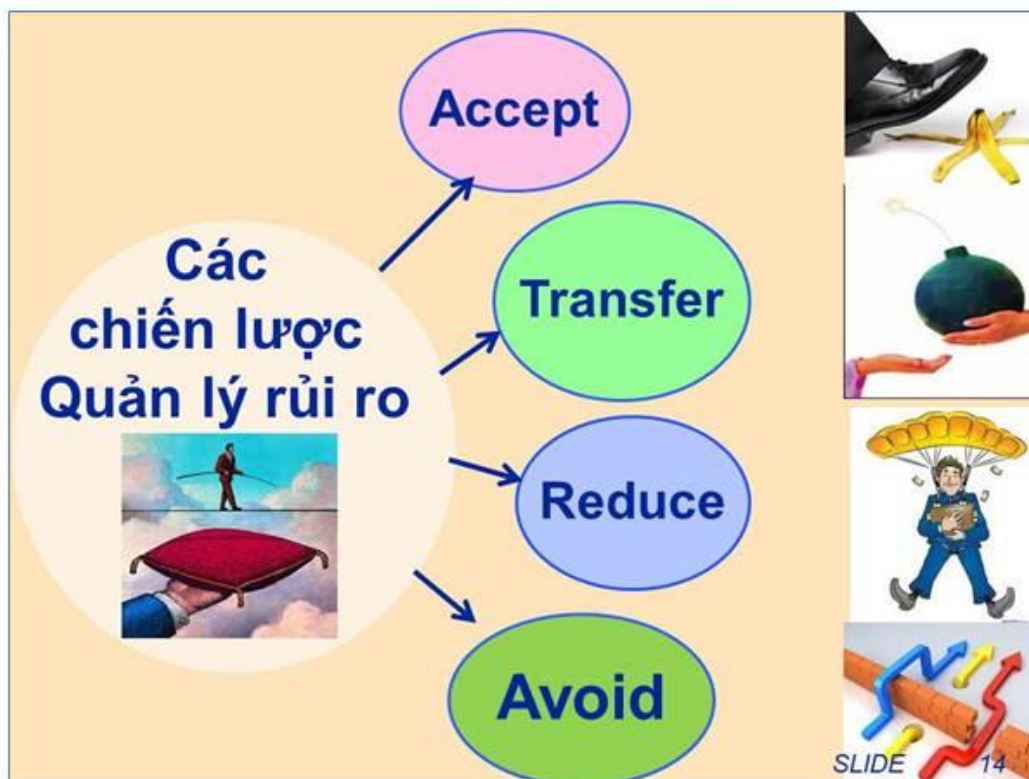 Các
chiến lược
Quản lý rủi ro
Accept
Transfer
Reduce
Avoid
SLIDE 14